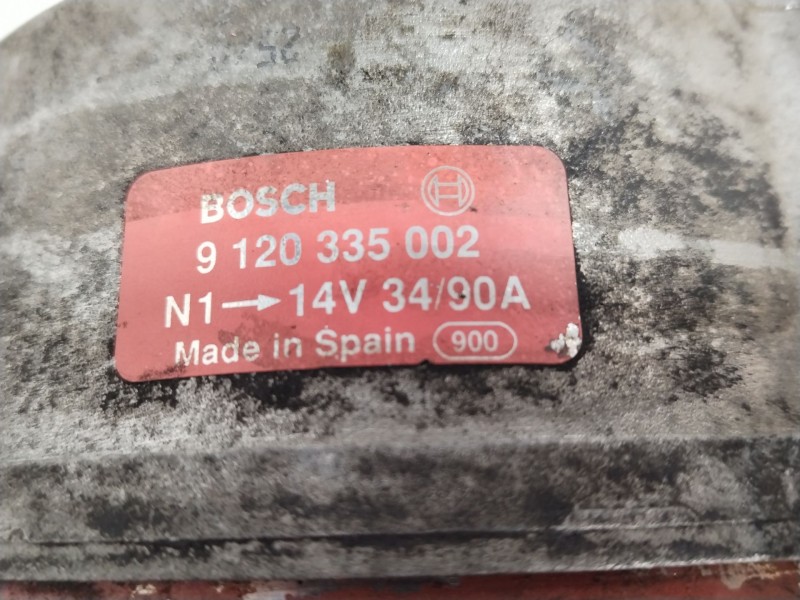 BOSCH
9 120 335 002
N1→14V 34/90A
Made in Spain 900